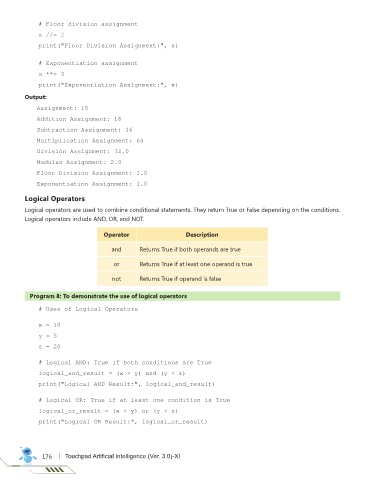 # Floor division assignment
x //= 2
print("Floor Division Assignment:", x)
# Exponentiation assignment
x **= 3
print("Exponentiation Assignment:", x)
Output:
Assignment: 15
Addition Assignment: 18
Subtraction Assignment: 16
Multiplication Assignment: 64
Division Assignment: 32.0
Modulus Assignment: 2.0
Floor Division Assignment: 1.0
Exponentiation Assignment: 1.0
Logical Operators
Logical operators are used to combine conditional statements. They return True or False depending on the conditions.
Logical operators include AND, OR, and NOT.
Operator Description
and Returns True if both operands are true
or Returns True if at least one operand is true
not Returns True if operand is false
Program 8: To demonstrate the use of logical operators
# Uses of Logical Operators
x = 10
y = 5
z = 20
# Logical AND: True if both conditions are True
logical_and_result = (x < y) and (y < z)
print("Logical AND Result:", logical_and_result)
# Logical OR: True if at least one condition is True
logical_or_result = (x < y) or (y < z)
print("Logical OR Result:", logical_or_result)
176 Touchpad Artificial Intelligence (Ver. 3.0)-XI